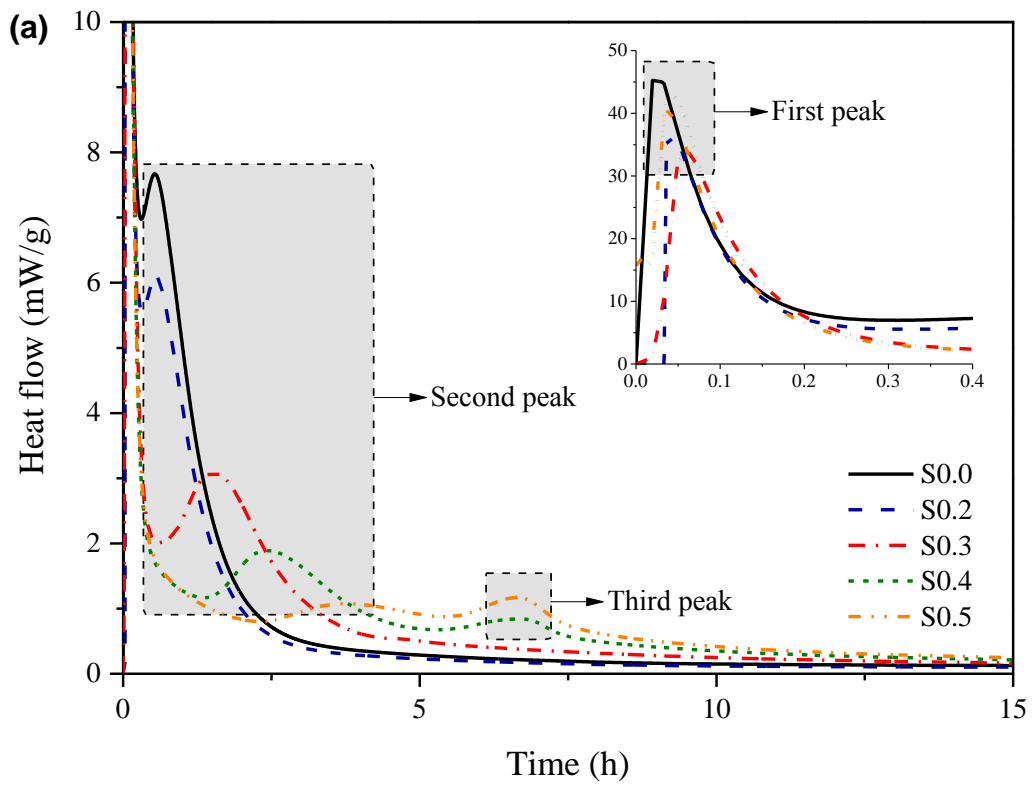 (a)
Heat flow (mW/g)
10
8
6
4
2
0
0
5
10
15
Time (h)
50
40
30
20
10
0
0.0
0.1
0.2
0.3
0.4
First peak
Second peak
Third peak
S0.0
S0.2
S0.3
S0.4
S0.5